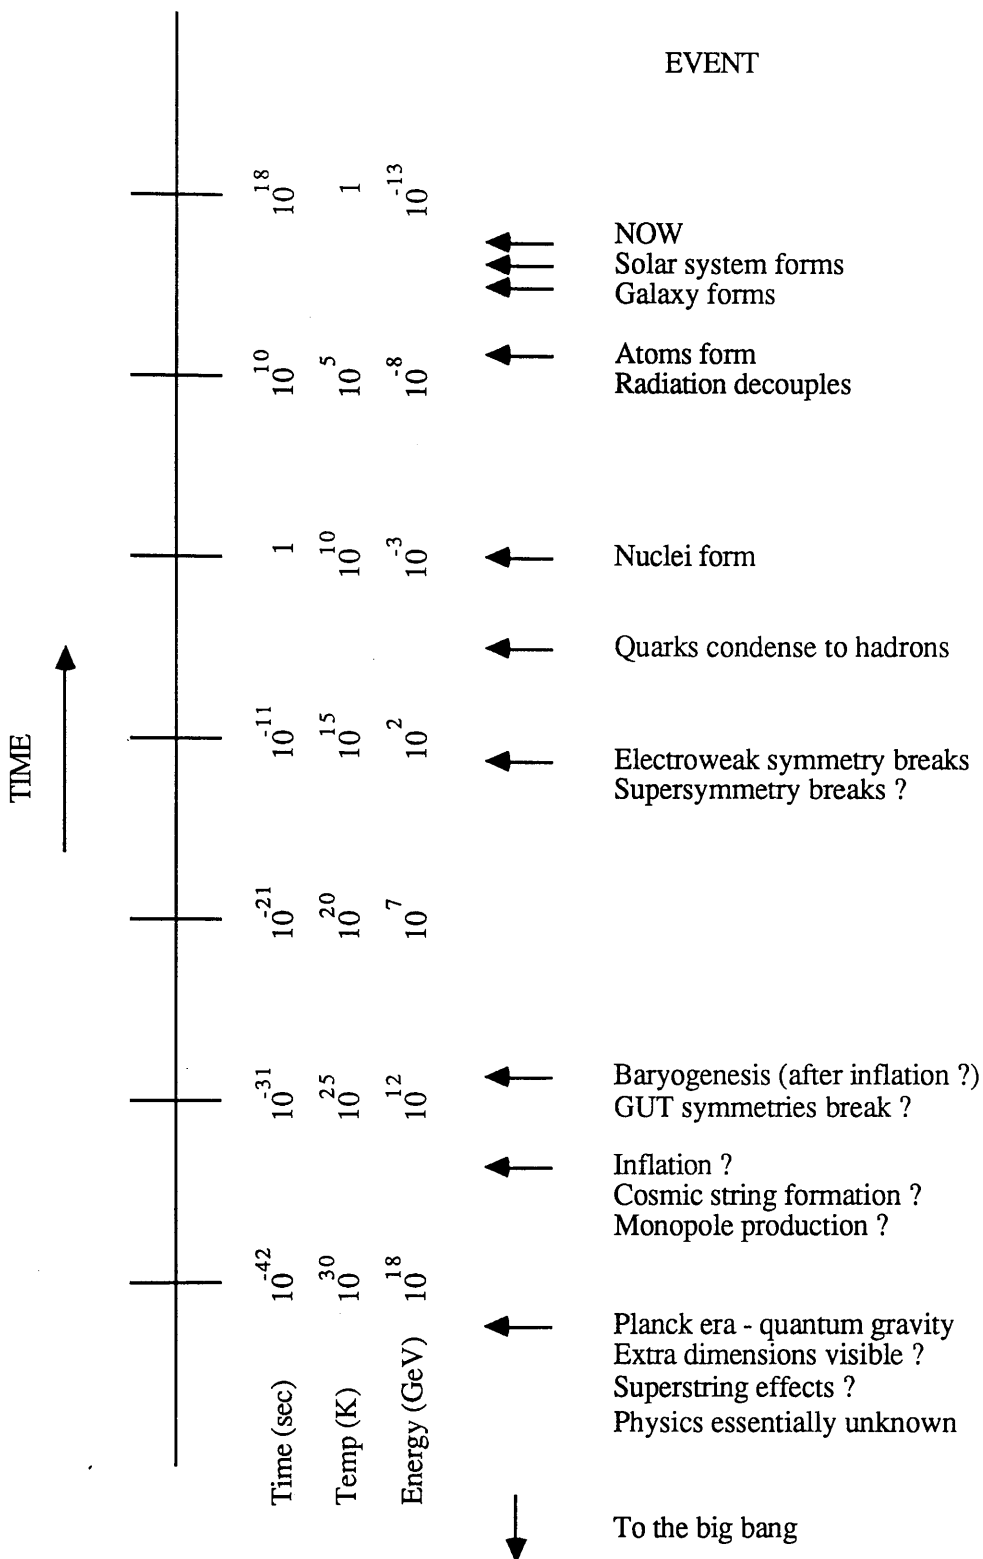 EVENT
10^18 1 10^-13
NOW
Solar system forms
Galaxy forms
Atoms form
10^10 10^5 10^-8
Radiation decouples
1 10^10 10^-3
Nuclei form
Quarks condense to hadrons
10^-11 10^15 10^2
TIME
Electroweak symmetry breaks
Supersymmetry breaks ?
10^-21 10^20 10^7
Baryogenesis (after inflation ?)
10^-31 10^25 10^12
GUT symmetries break ?
Inflation ?
Cosmic string formation ?
Monopole production ?
10^-42 10^30 10^18
Planck era - quantum gravity
Extra dimensions visible ?
Superstring effects ?
Physics essentially unknown
Time (sec)
Temp (K)
Energy (GeV)
To the big bang